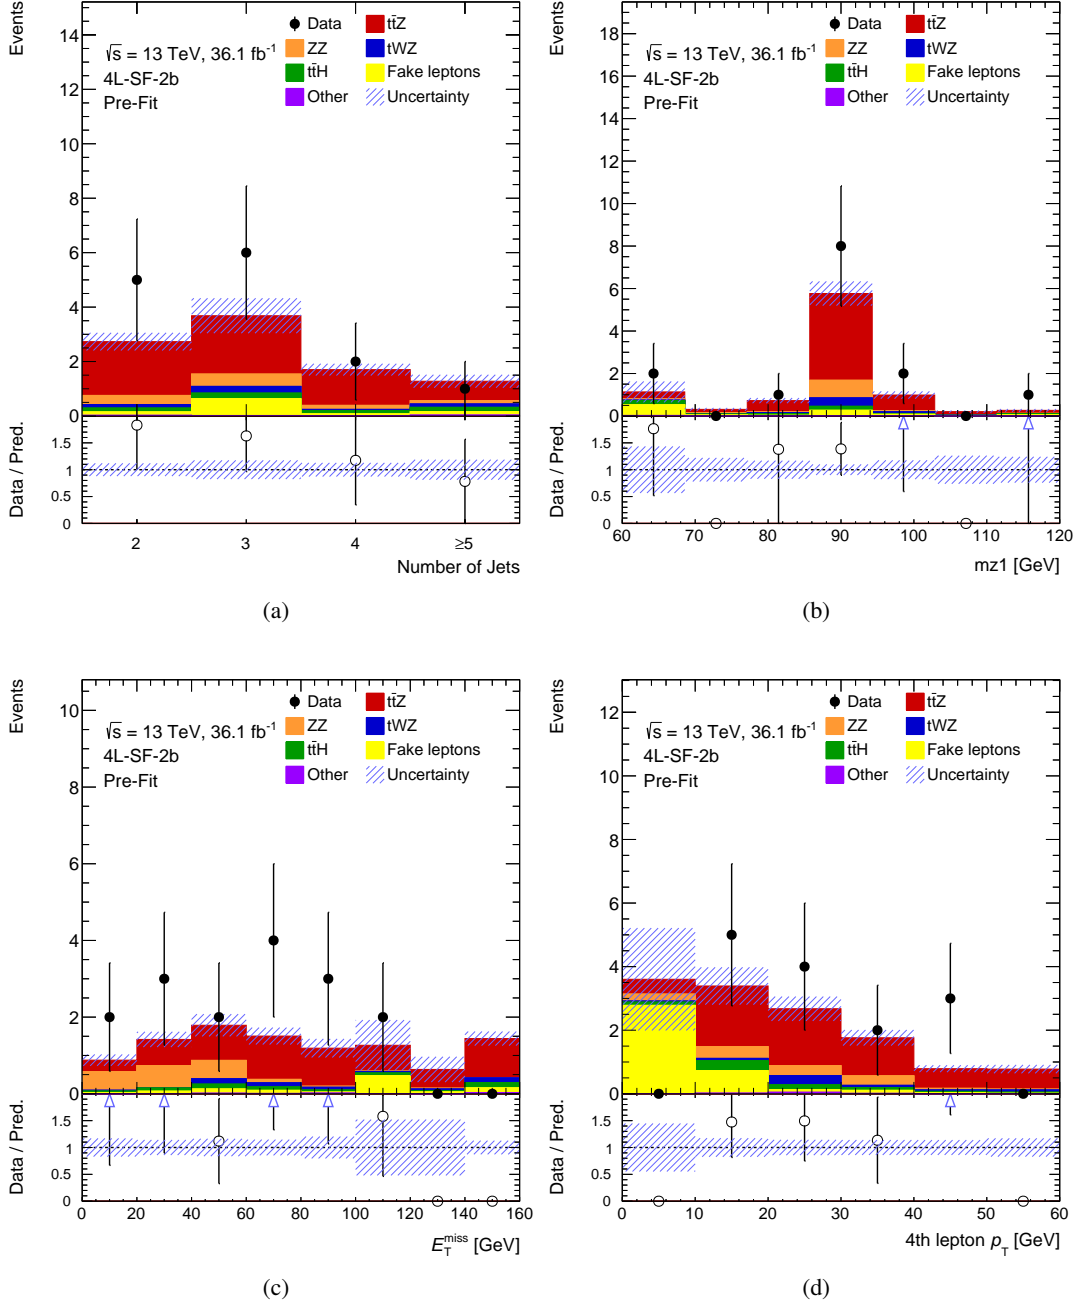 Events
14
12
10
8
6
4
2
0
√s = 13 TeV, 36.1 fb⁻¹
4L-SF-2b
Pre-Fit
Data
tt̄Z
ZZ
tWZ
tt̄H
Fake leptons
Other
Uncertainty
Data / Pred.
1.5
1
0.5
0
2 3 4 ≥5
Number of Jets
(a)
Events
18
16
14
12
10
8
6
4
2
0
√s = 13 TeV, 36.1 fb⁻¹
4L-SF-2b
Pre-Fit
Data
tt̄Z
ZZ
tWZ
tt̄H
Fake leptons
Other
Uncertainty
Data / Pred.
1.5
1
0.5
0
60 70 80 90 100 110 120
mz1 [GeV]
(b)
Events
10
8
6
4
2
0
√s = 13 TeV, 36.1 fb⁻¹
4L-SF-2b
Pre-Fit
Data
tt̄Z
ZZ
tWZ
tt̄H
Fake leptons
Other
Uncertainty
Data / Pred.
1.5
1
0.5
0
0 20 40 60 80 100 120 140 160
E_T^miss [GeV]
(c)
Events
12
10
8
6
4
2
0
√s = 13 TeV, 36.1 fb⁻¹
4L-SF-2b
Pre-Fit
Data
tt̄Z
ZZ
tWZ
tt̄H
Fake leptons
Other
Uncertainty
Data / Pred.
1.5
1
0.5
0
0 10 20 30 40 50 60
4th lepton p_T [GeV]
(d)